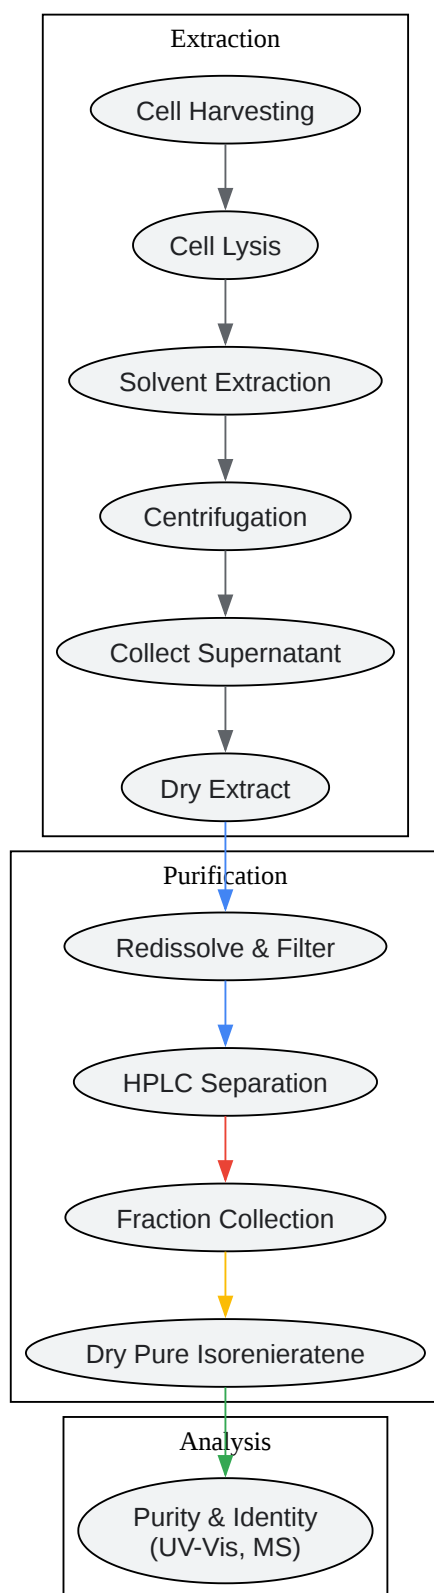 Extraction
Cell Harvesting
Cell Lysis
Solvent Extraction
Centrifugation
Collect Supernatant
Dry Extract
Purification
Redissolve & Filter
HPLC Separation
Fraction Collection
Dry Pure Isorenieratene
Analysis
Purity & Identity
(UV-Vis, MS)